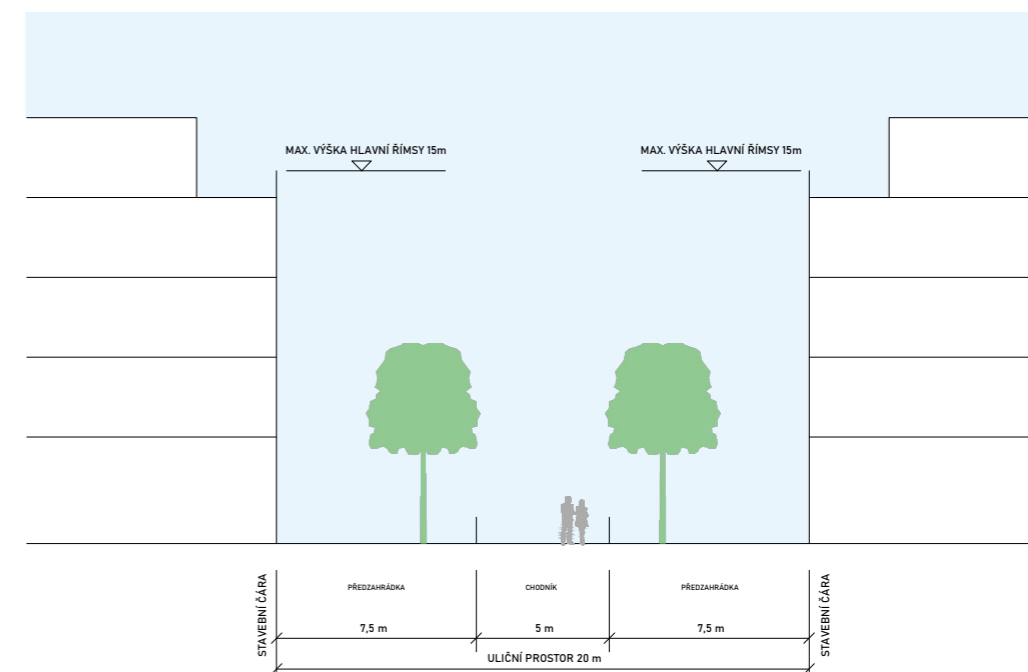 MAX. VÝŠKA HLAVNÍ ŘÍMSY 15m
MAX. VÝŠKA HLAVNÍ ŘÍMSY 15m
STAVEBNÍ ČÁRA
PŘEDZAHRÁDKA
CHODNÍK
PŘEDZAHRÁDKA
STAVEBNÍ ČÁRA
7,5 m
5 m
7,5 m
ULIČNÍ PROSTOR 20 m